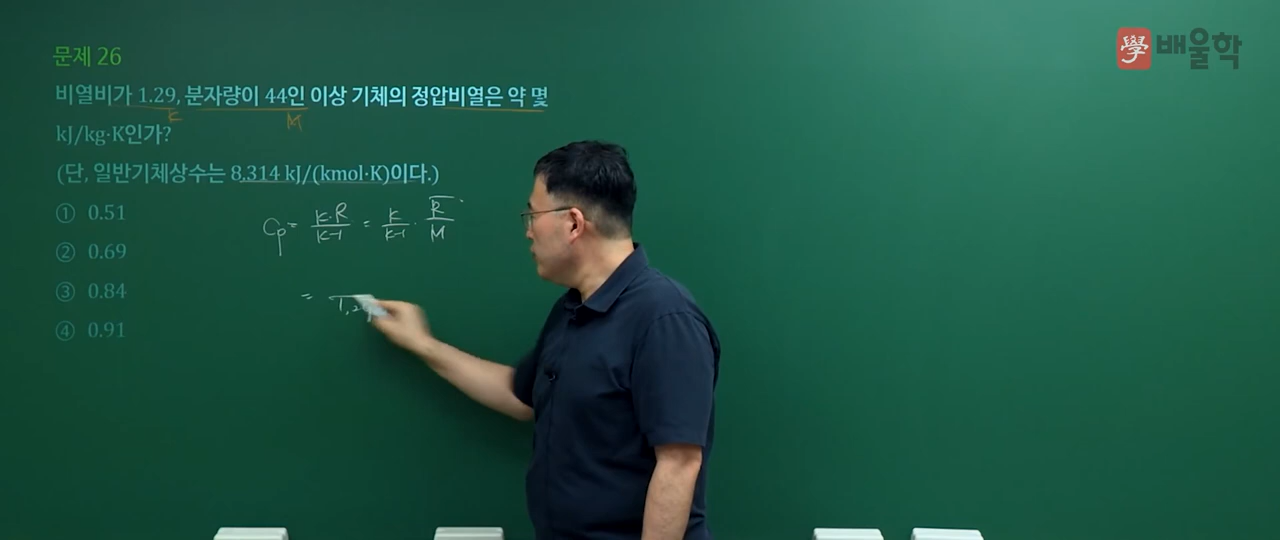 學 배울학
문제 26
비열비가 1.29, 분자량이 44인 이상 기체의 정압비열은 약 몇
K M
kJ/kg·K인가?
(단, 일반기체상수는 8.314 kJ/(kmol·K)이다.)
① 0.51
② 0.69
③ 0.84
④ 0.91
Cp = K·R / K-1 = K / K-1 · R̅ / M
= 1.29